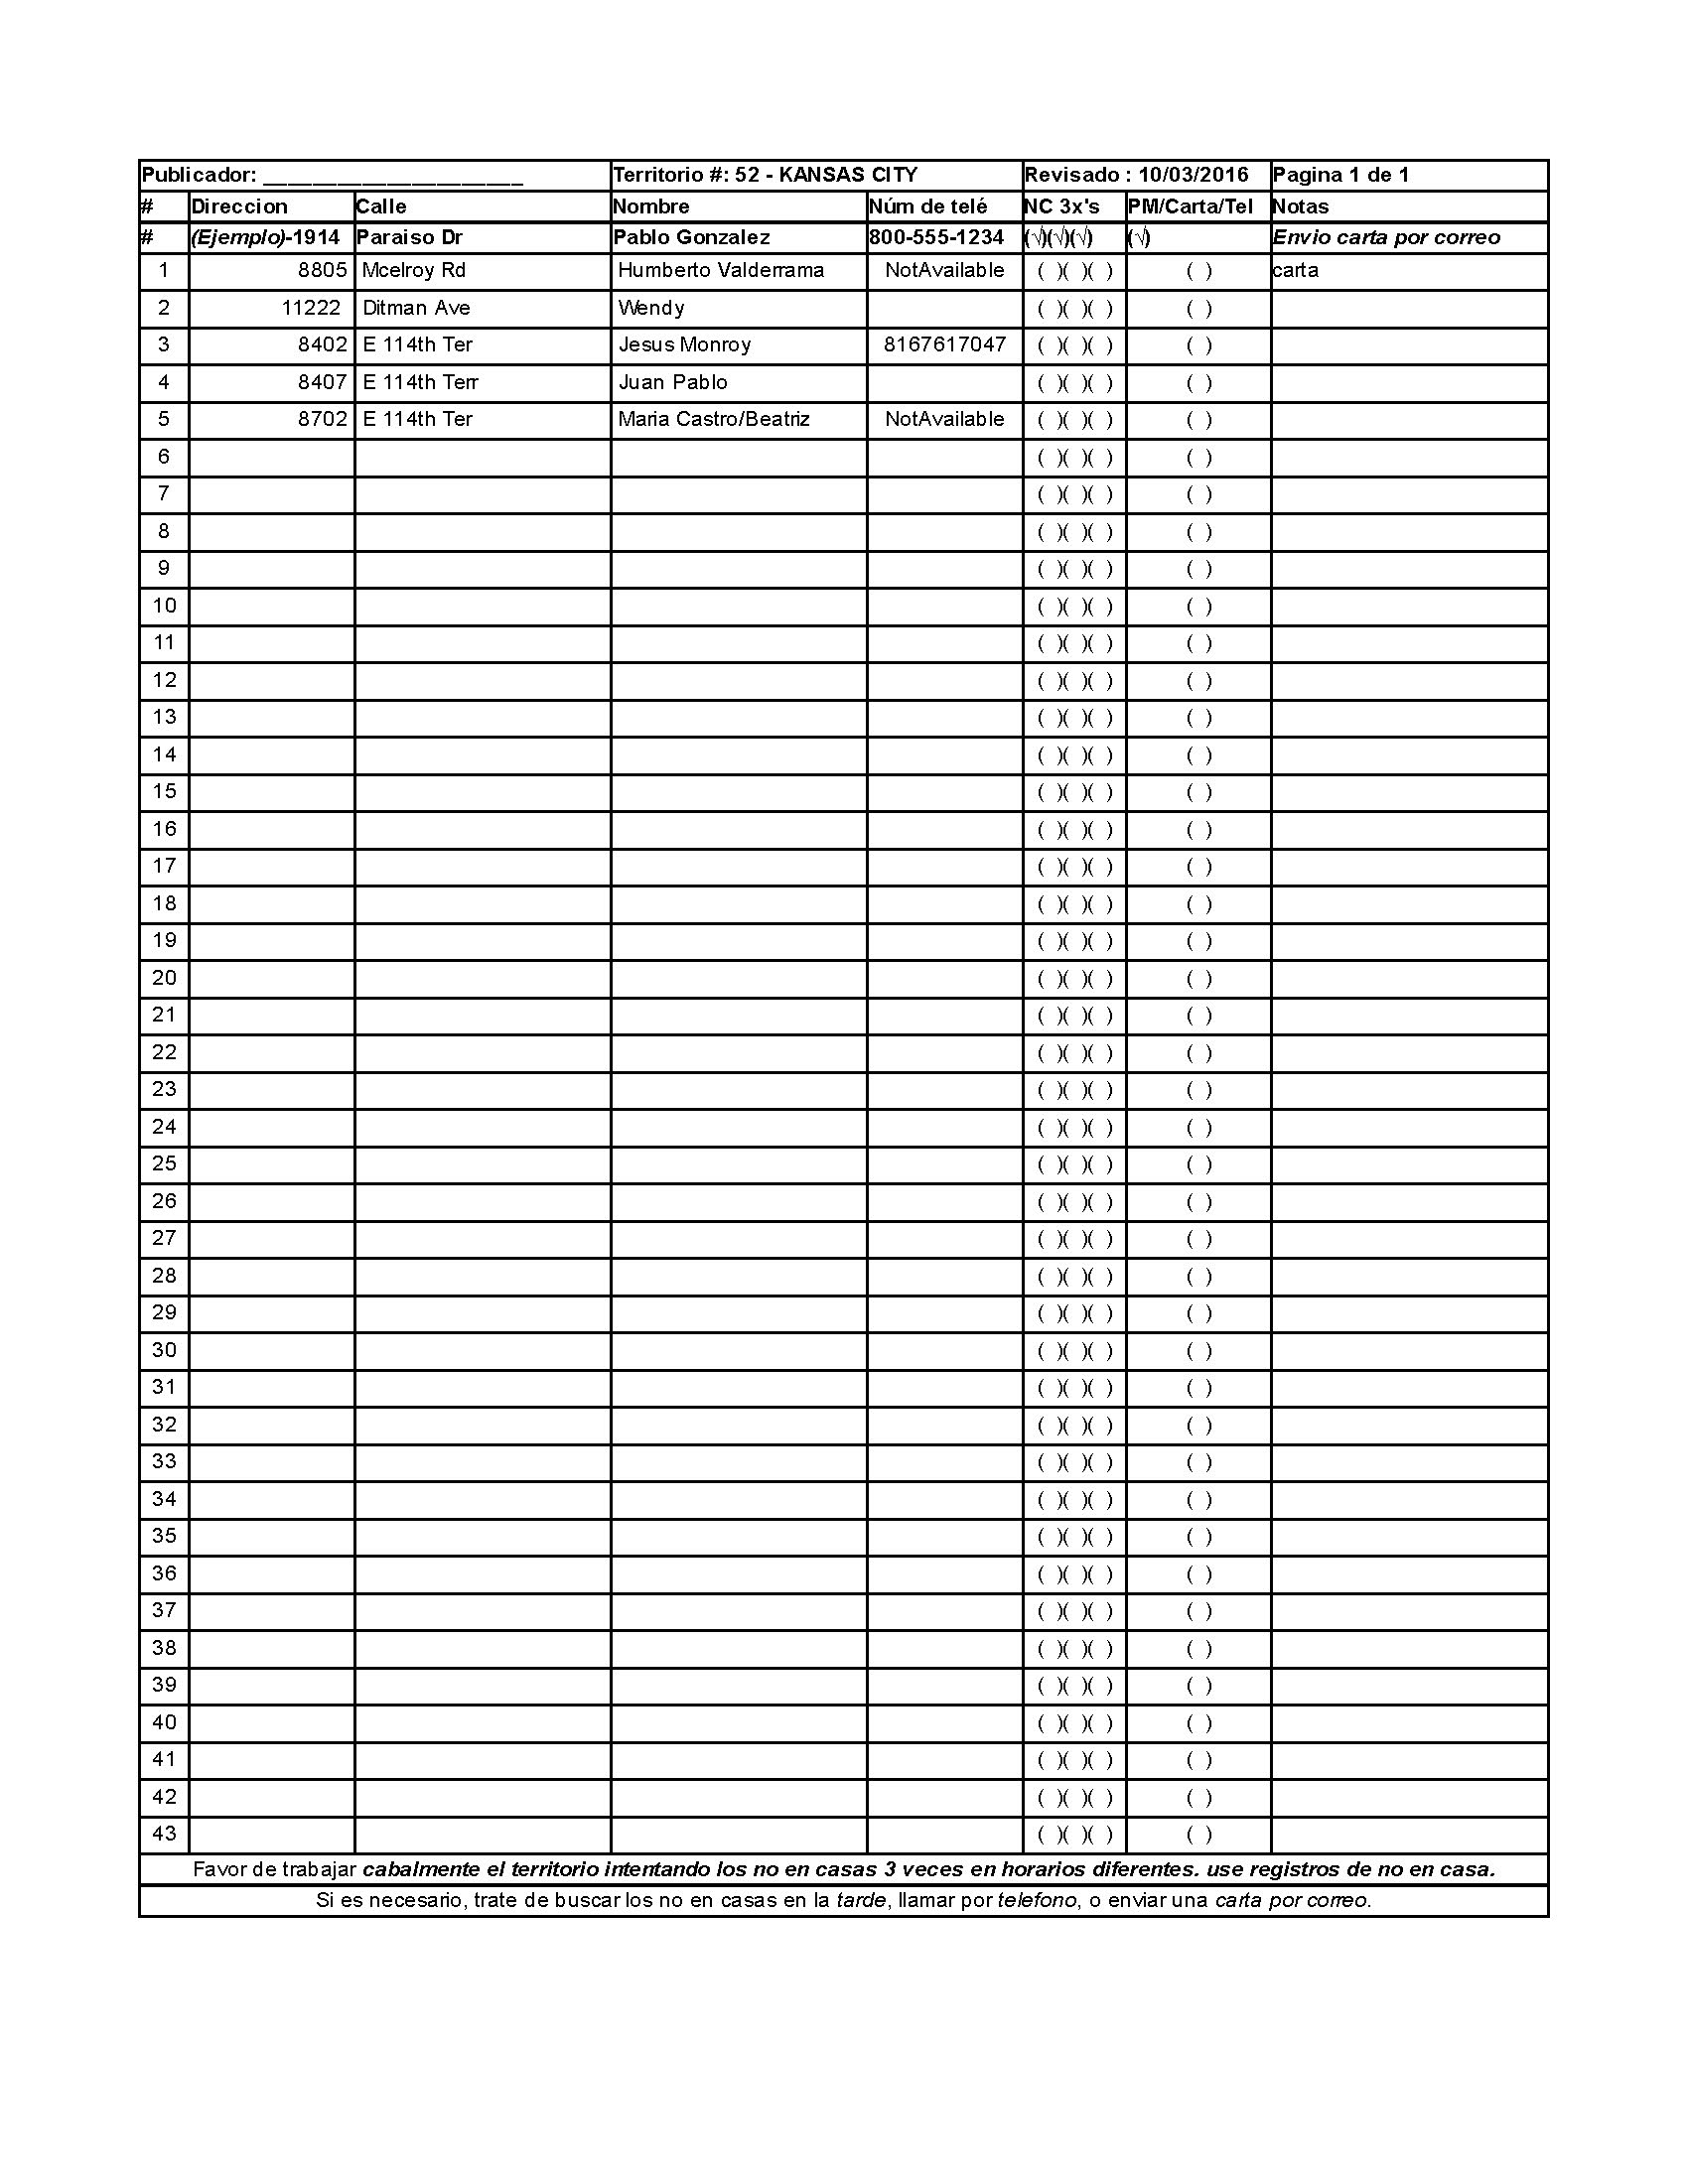 Publicador: ______________________ Territorio #: 52 - KANSAS CITY Revisado : 10/03/2016 Pagina 1 de 1
# Direccion Calle Nombre Núm de telé NC 3x's PM/Carta/Tel Notas
# (Ejemplo)-1914 Paraiso Dr Pablo Gonzalez 800-555-1234 (√)(√)(√) (√) Envio carta por correo
1 8805 Mcelroy Rd Humberto Valderrama NotAvailable ( )( )( ) ( ) carta
2 11222 Ditman Ave Wendy ( )( )( ) ( )
3 8402 E 114th Ter Jesus Monroy 8167617047 ( )( )( ) ( )
4 8407 E 114th Terr Juan Pablo ( )( )( ) ( )
5 8702 E 114th Ter Maria Castro/Beatriz NotAvailable ( )( )( ) ( )
6 ( )( )( ) ( )
7 ( )( )( ) ( )
8 ( )( )( ) ( )
9 ( )( )( ) ( )
10 ( )( )( ) ( )
11 ( )( )( ) ( )
12 ( )( )( ) ( )
13 ( )( )( ) ( )
14 ( )( )( ) ( )
15 ( )( )( ) ( )
16 ( )( )( ) ( )
17 ( )( )( ) ( )
18 ( )( )( ) ( )
19 ( )( )( ) ( )
20 ( )( )( ) ( )
21 ( )( )( ) ( )
22 ( )( )( ) ( )
23 ( )( )( ) ( )
24 ( )( )( ) ( )
25 ( )( )( ) ( )
26 ( )( )( ) ( )
27 ( )( )( ) ( )
28 ( )( )( ) ( )
29 ( )( )( ) ( )
30 ( )( )( ) ( )
31 ( )( )( ) ( )
32 ( )( )( ) ( )
33 ( )( )( ) ( )
34 ( )( )( ) ( )
35 ( )( )( ) ( )
36 ( )( )( ) ( )
37 ( )( )( ) ( )
38 ( )( )( ) ( )
39 ( )( )( ) ( )
40 ( )( )( ) ( )
41 ( )( )( ) ( )
42 ( )( )( ) ( )
43 ( )( )( ) ( )
Favor de trabajar cabalmente el territorio intentando los no en casas 3 veces en horarios diferentes. use registros de no en casa.
Si es necesario, trate de buscar los no en casas en la tarde, llamar por telefono, o enviar una carta por correo.